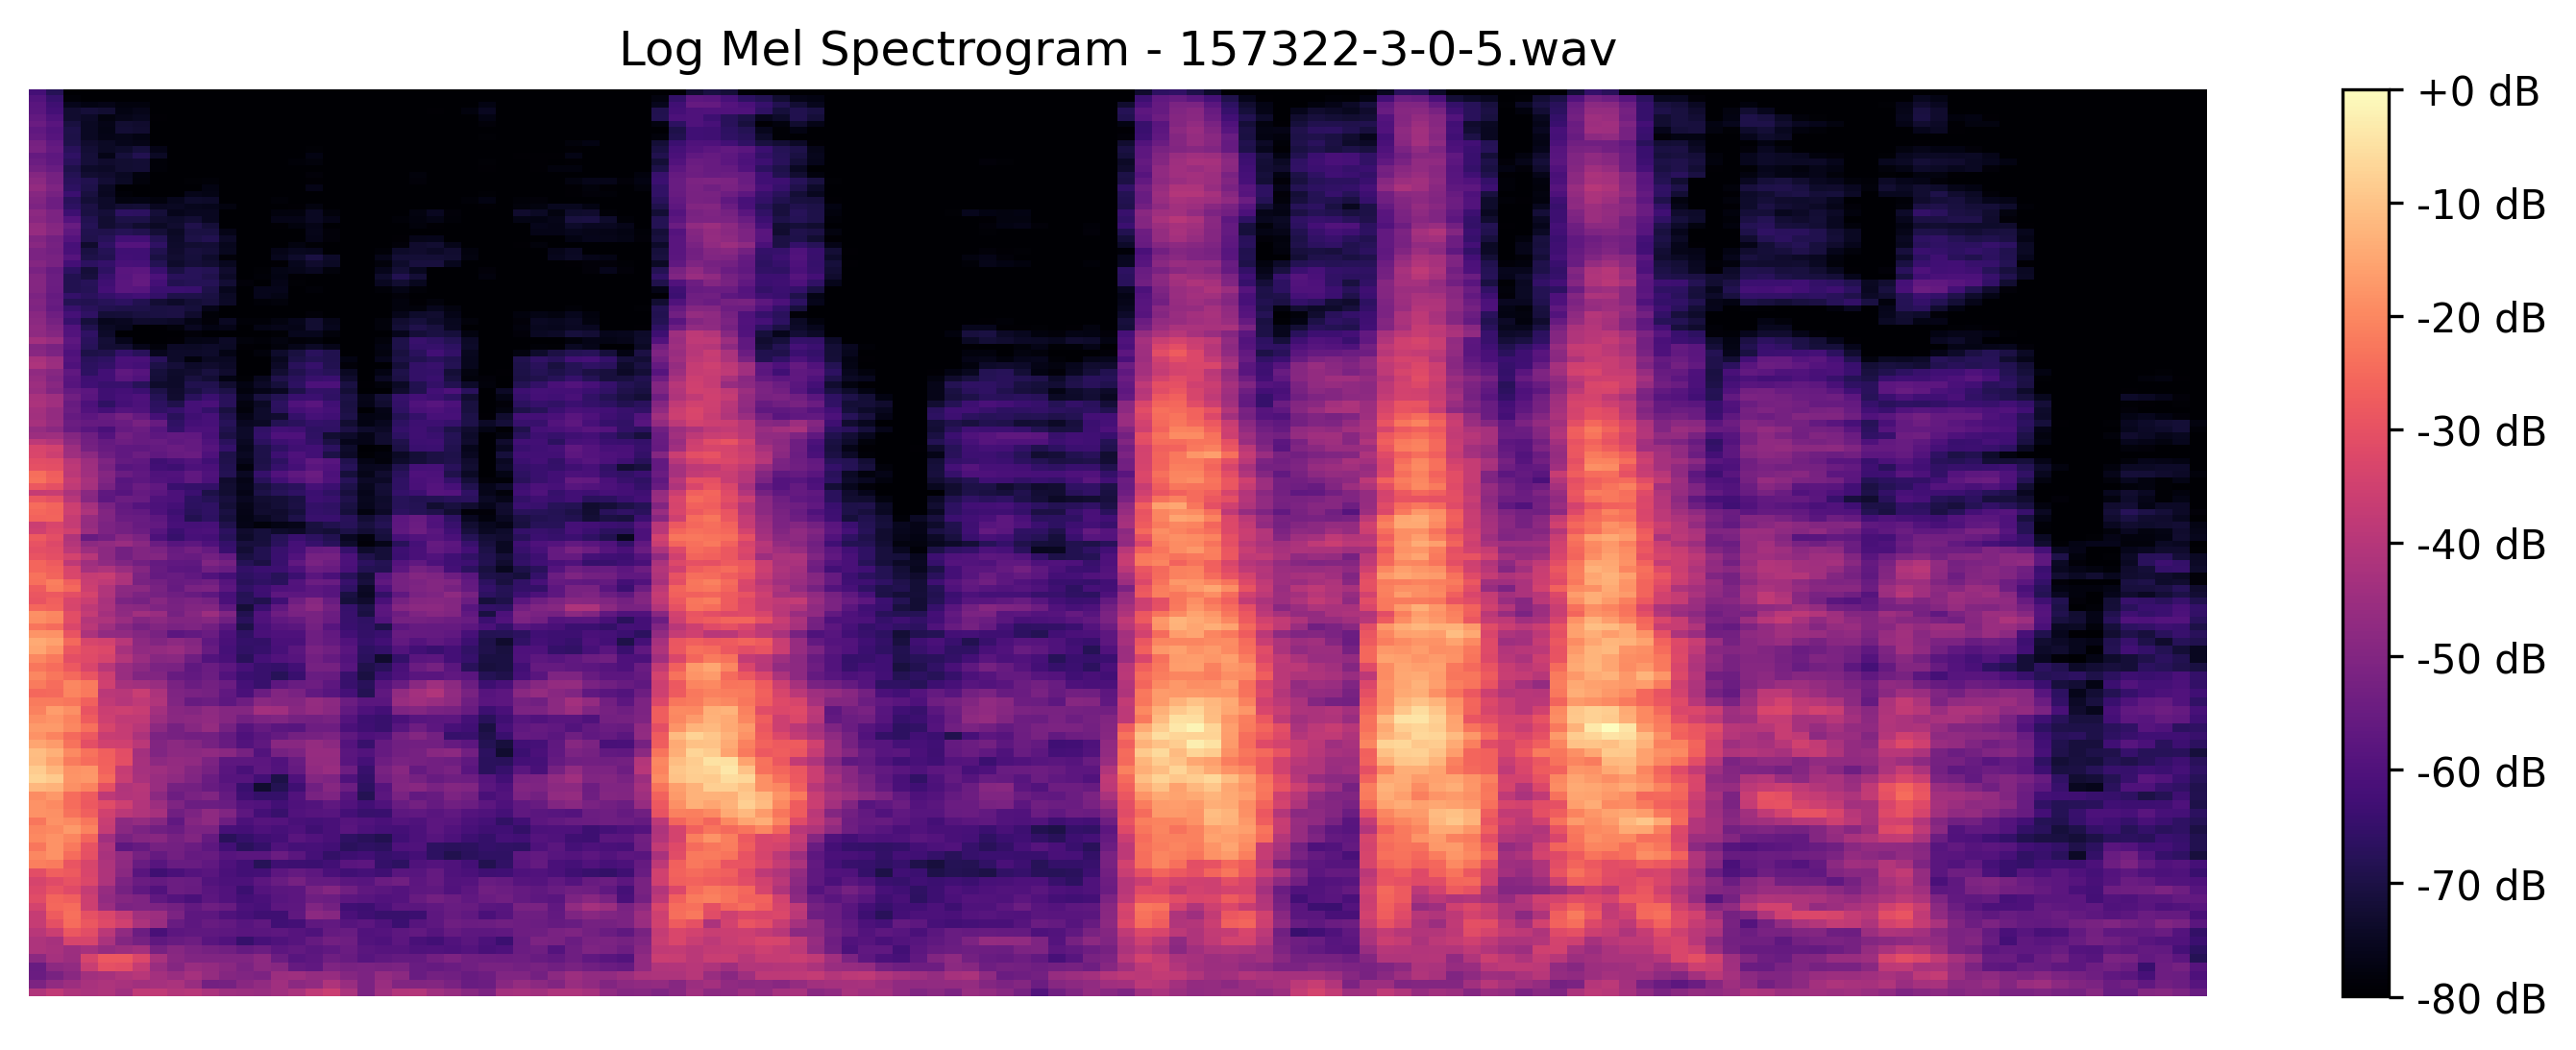 Log Mel Spectrogram - 157322-3-0-5.wav
+0 dB
-10 dB
-20 dB
-30 dB
-40 dB
-50 dB
-60 dB
-70 dB
-80 dB